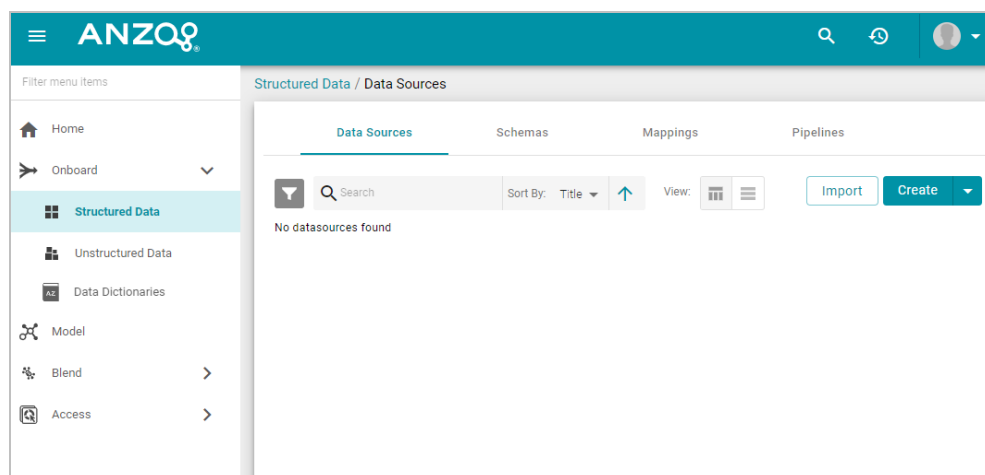 ANZO
Filter menu items
Structured Data / Data Sources
Home
Onboard
Structured Data
Unstructured Data
AZ
Data Dictionaries
Model
Blend
Access
Data Sources
Schemas
Mappings
Pipelines
Search
Sort By: Title
View:
Import
Create
No datasources found